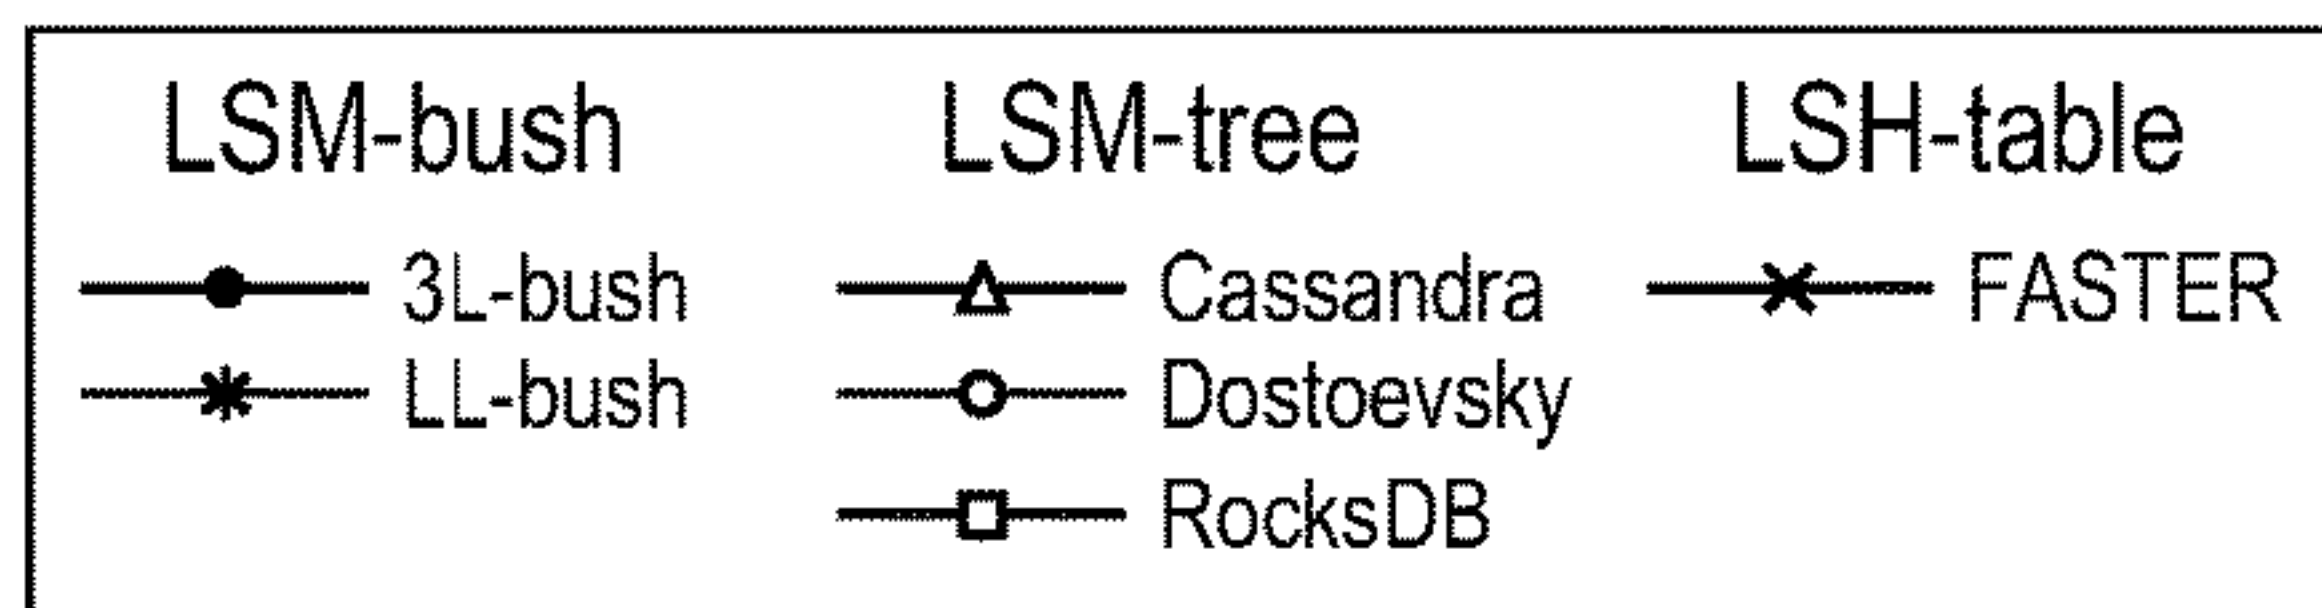 LSM-bush LSM-tree LSH-table
3L-bush Cassandra FASTER
LL-bush Dostoevsky
RocksDB